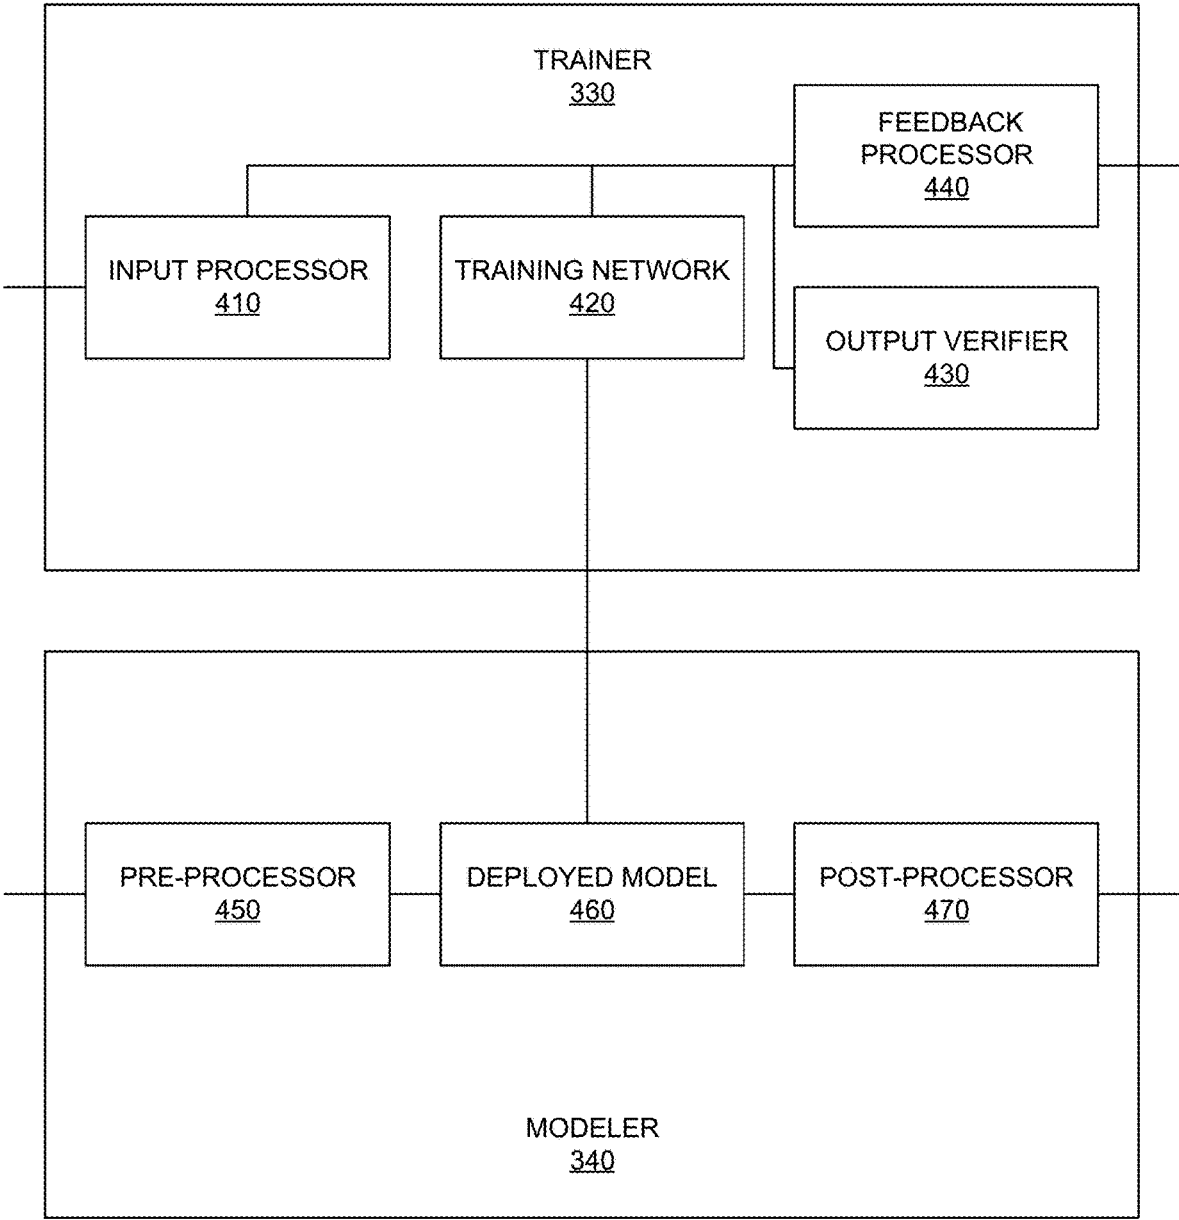 TRAINER
330
FEEDBACK
PROCESSOR
440
INPUT PROCESSOR
410
TRAINING NETWORK
420
OUTPUT VERIFIER
430
PRE-PROCESSOR
450
DEPLOYED MODEL
460
POST-PROCESSOR
470
MODELER
340